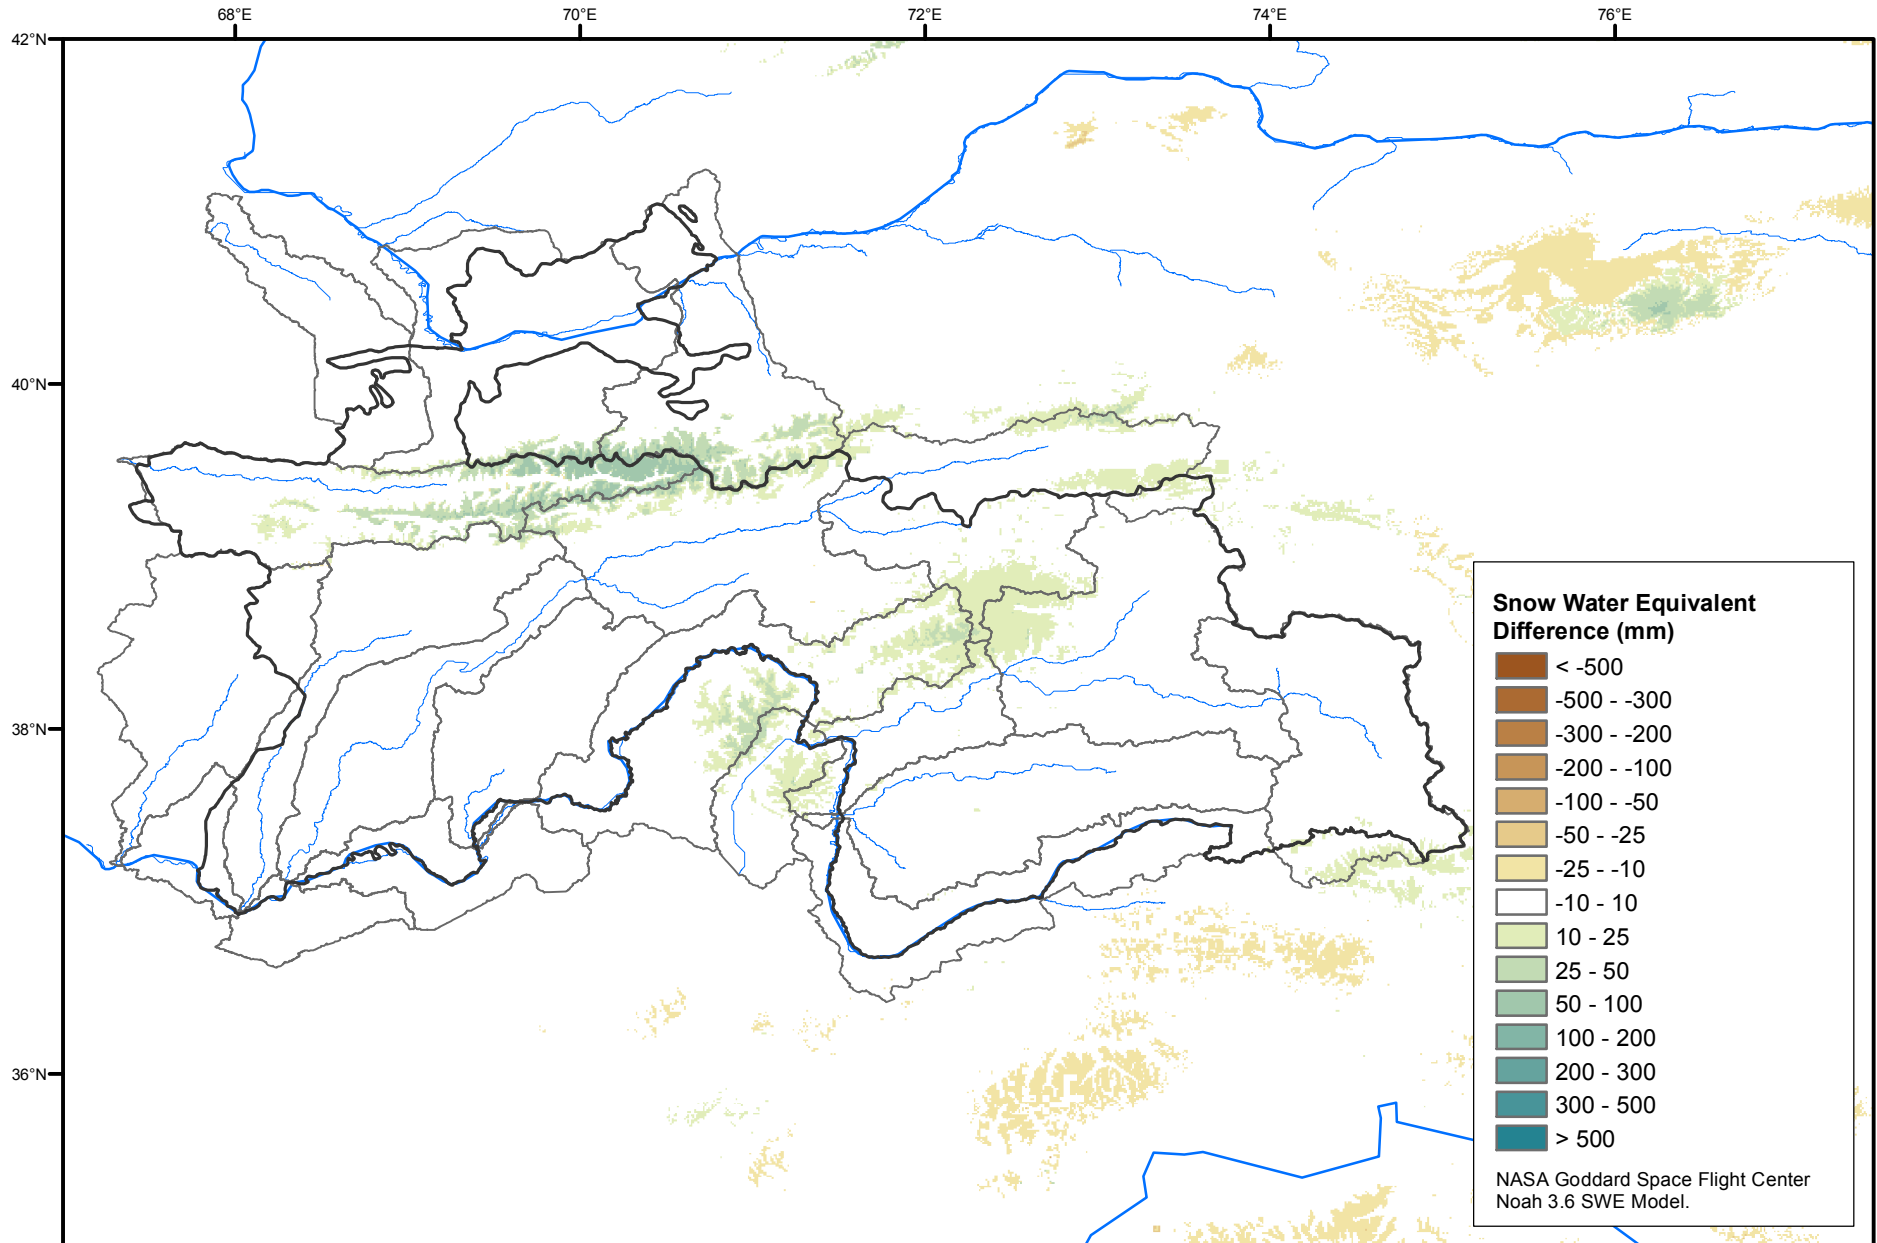 68°E
70°E
72°E
74°E
76°E
42°N
40°N
38°N
36°N
Snow Water Equivalent
Difference (mm)
< -500
-500 - -300
-300 - -200
-200 - -100
-100 - -50
-50 - -25
-25 - -10
-10 - 10
10 - 25
25 - 50
50 - 100
100 - 200
200 - 300
300 - 500
> 500
NASA Goddard Space Flight Center
Noah 3.6 SWE Model.